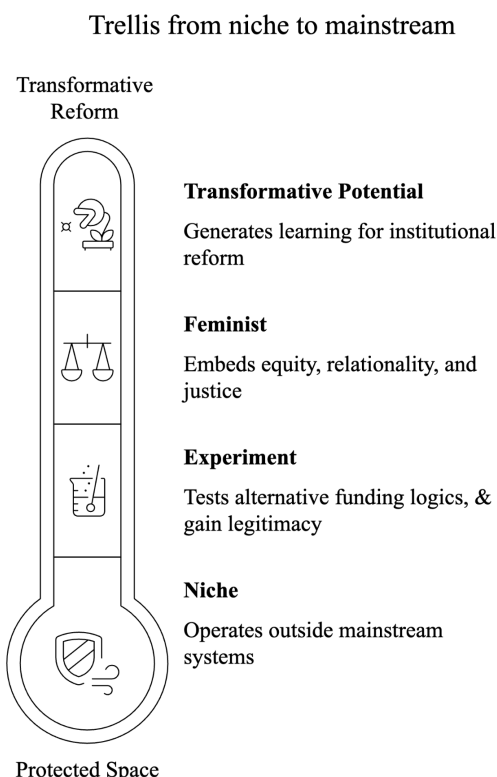 Trellis from niche to mainstream
Transformative
Reform
Transformative Potential
Generates learning for institutional
reform
Feminist
Embeds equity, relationality, and
justice
Experiment
Tests alternative funding logics, &
gain legitimacy
Niche
Operates outside mainstream
systems
Protected Space